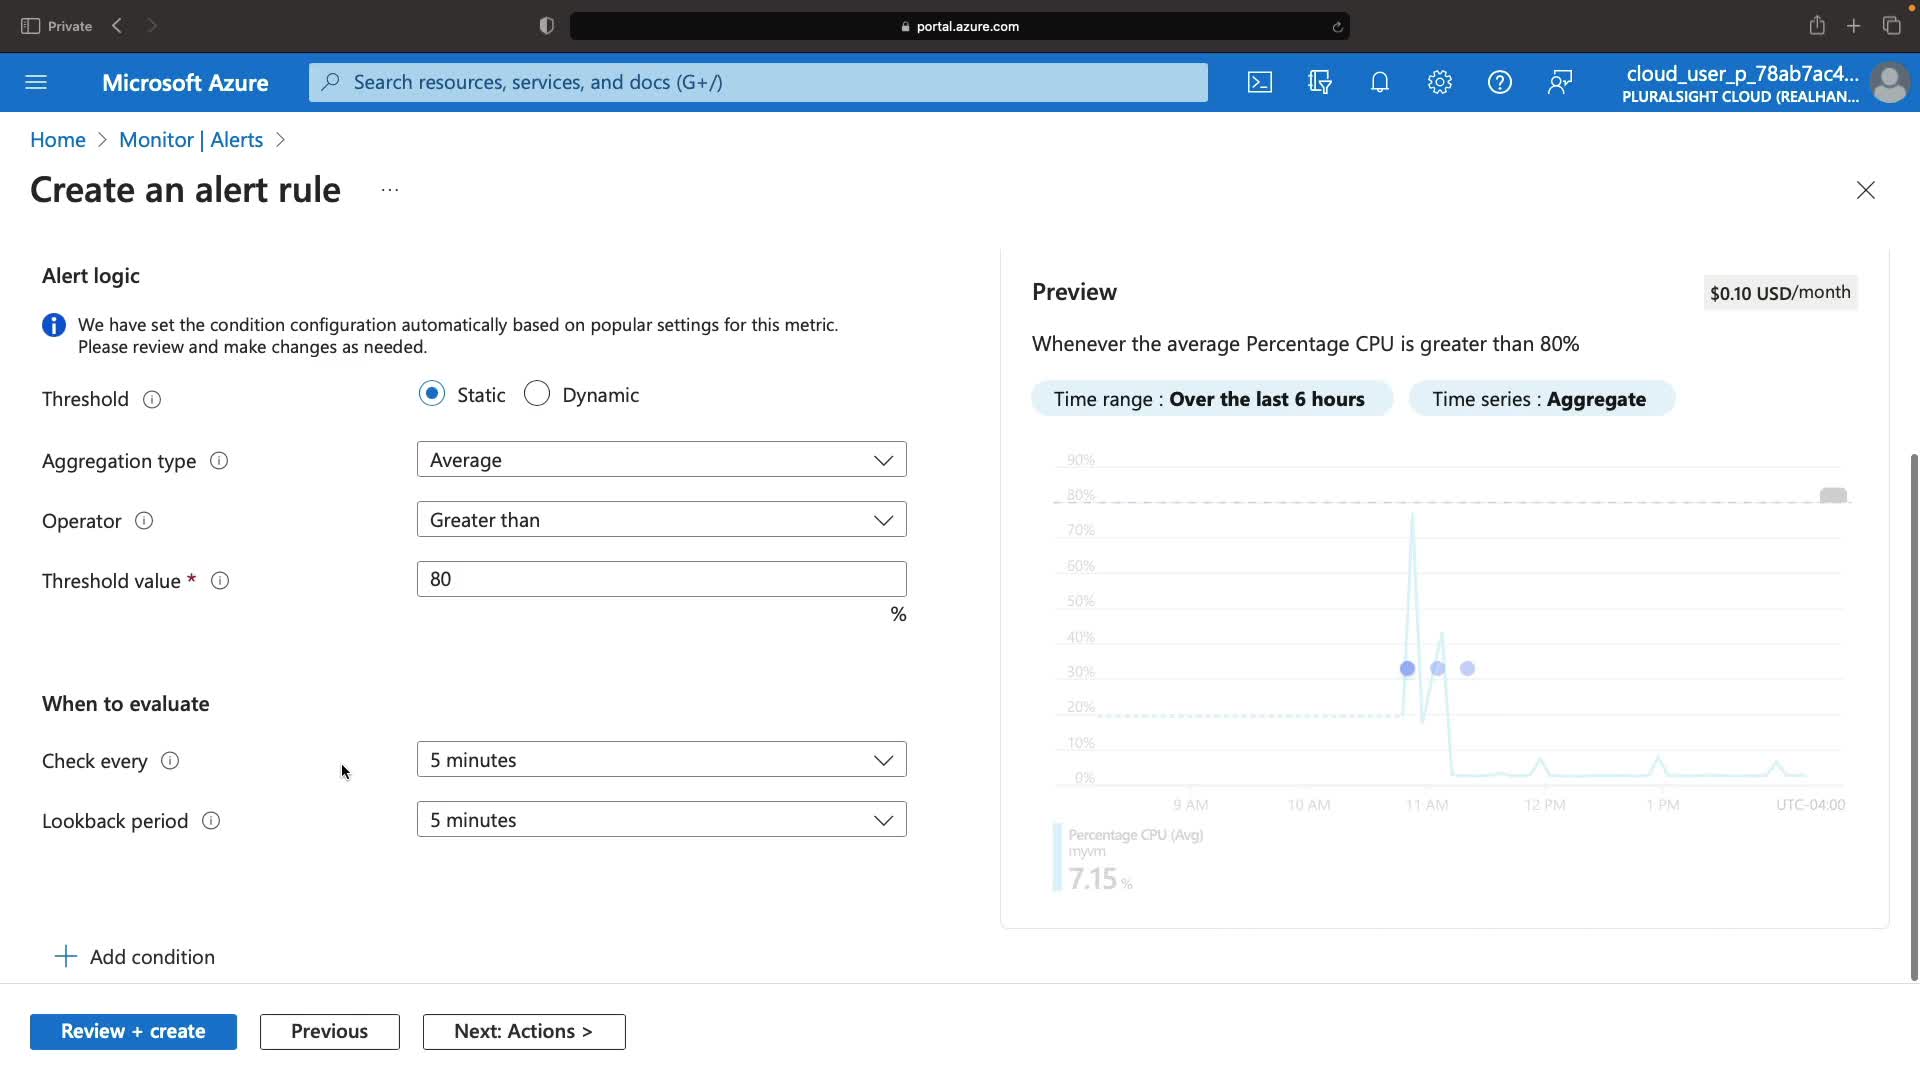 Private
portal.azure.com
Microsoft Azure
Search resources, services, and docs (G+/)
cloud_user_p_78ab7ac4...
PLURALSIGHT CLOUD (REALHAN...
Home > Monitor | Alerts >
Create an alert rule ...
Alert logic
We have set the condition configuration automatically based on popular settings for this metric.
Please review and make changes as needed.
Threshold
Static
Dynamic
Aggregation type
Average
Operator
Greater than
Threshold value *
80
%
When to evaluate
Check every
5 minutes
Lookback period
5 minutes
Add condition
Preview
$0.10 USD/month
Whenever the average Percentage CPU is greater than 80%
Time range : Over the last 6 hours
Time series : Aggregate
90%
80%
70%
60%
50%
40%
30%
20%
10%
0%
9 AM
10 AM
11 AM
12 PM
1 PM
UTC-04:00
Percentage CPU (Avg)
myvm
7.15 %
Review + create
Previous
Next: Actions >